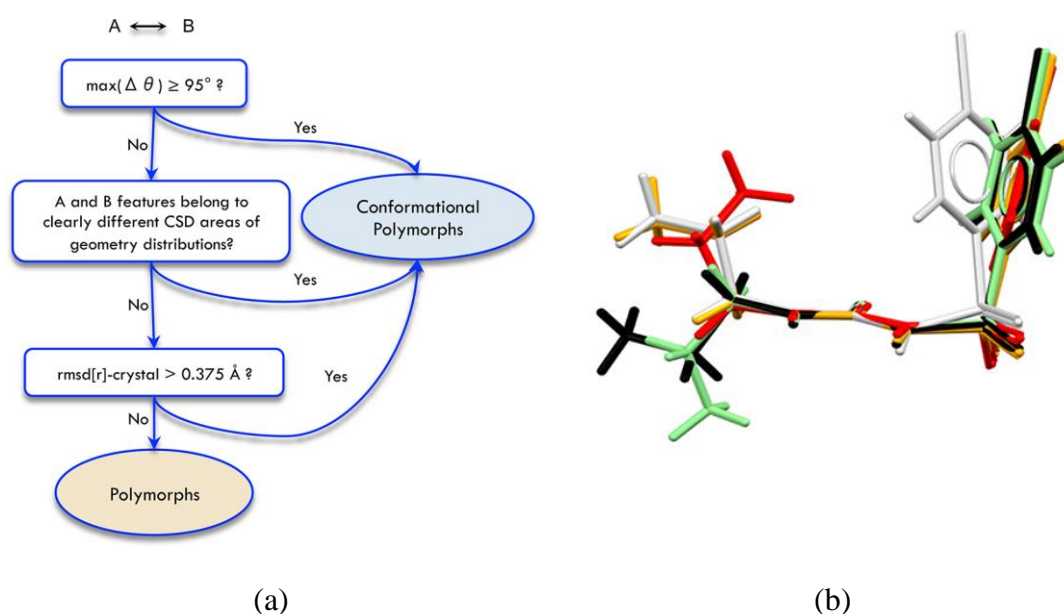 A ⟷ B
max(Δθ) ≥ 95° ?
Yes
No
A and B features belong to
clearly different CSD areas of
geometry distributions?
Conformational
Polymorphs
Yes
No
rmsd[r]-crystal > 0.375 Å ?
Yes
No
Polymorphs
(a)
(b)